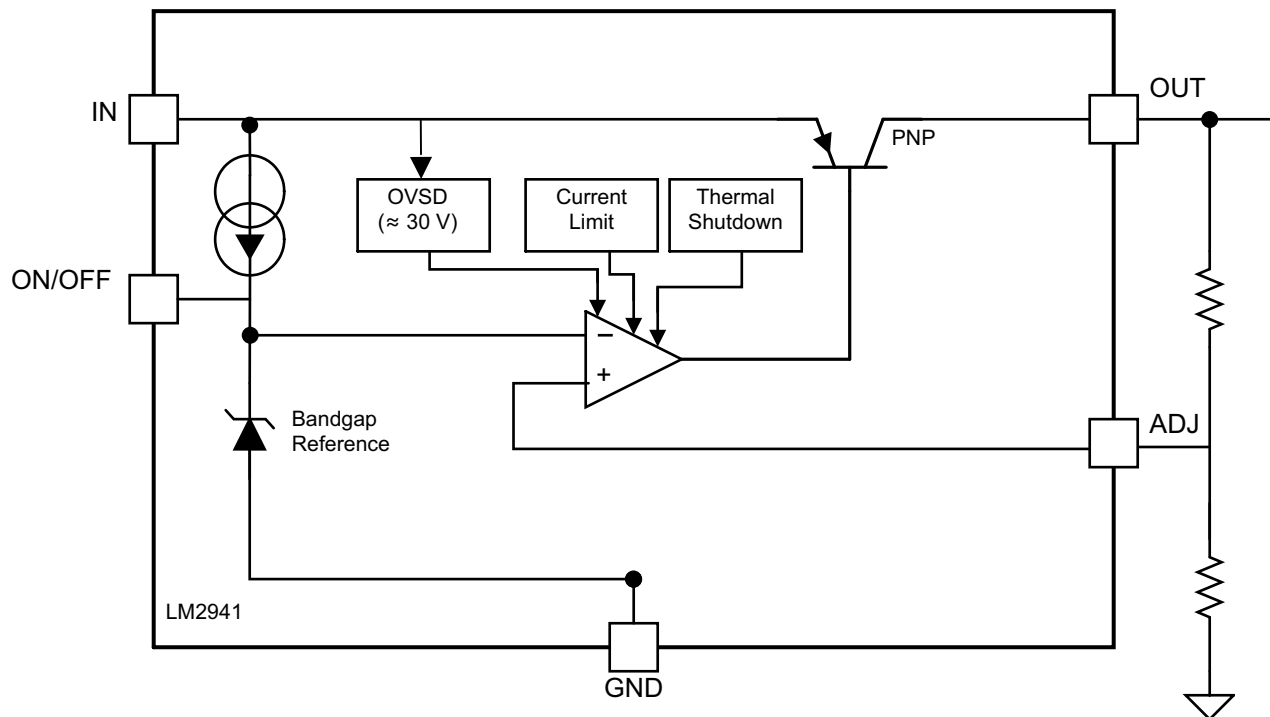 OUT
IN
PNP
OVSD
(≈ 30 V)
Current
Limit
Thermal
Shutdown
ON/OFF
−
+
Bandgap
Reference
ADJ
LM2941
GND